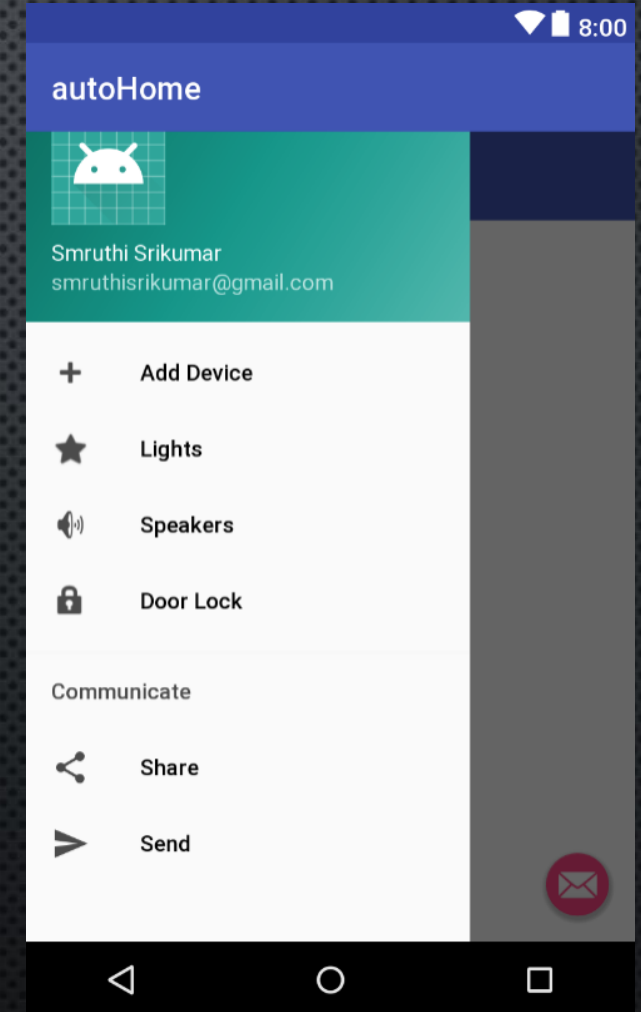 8:00
autoHome
Smruthi Srikumar
smruthisrikumar@gmail.com
Add Device
Lights
Speakers
Door Lock
Communicate
Share
Send